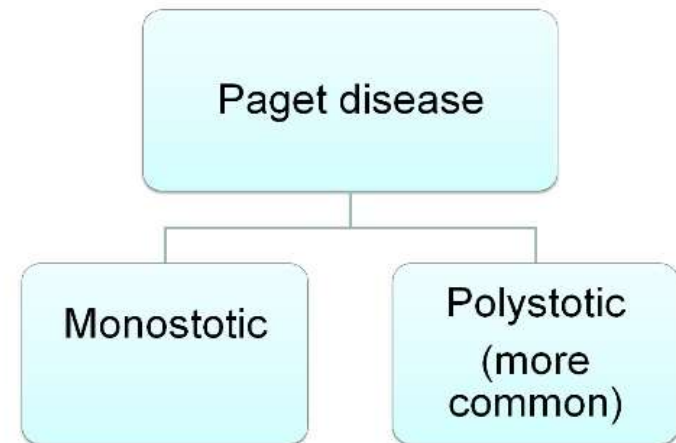 Paget disease
Monostotic
Polystotic
(more
common)